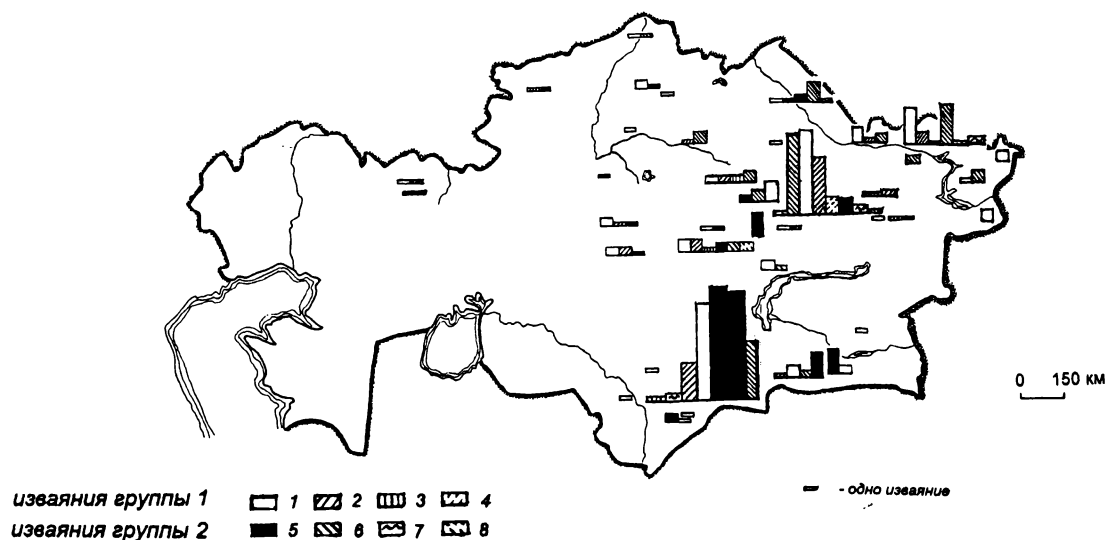 0 150 км
изваяния группы 1 1 2 3 4
- одно изваяние
изваяния группы 2 5 6 7 8